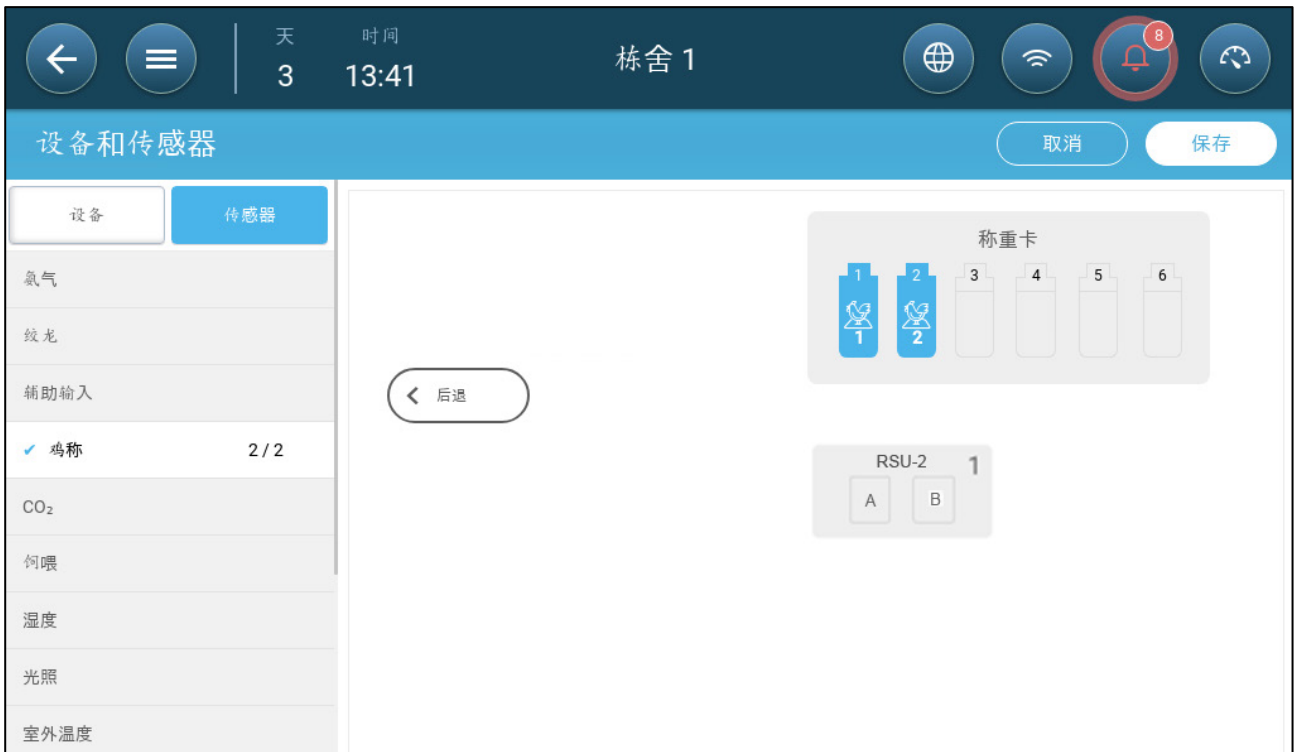 天 时间
3 13:41
栋舍 1
8
设备和传感器
取消
保存
设备
传感器
氨气
绞龙
辅助输入
鸡称 2/2
CO₂
饲喂
湿度
光照
室外温度
后退
称重卡
1 2 3 4 5 6
1 2
RSU-2 1
A B